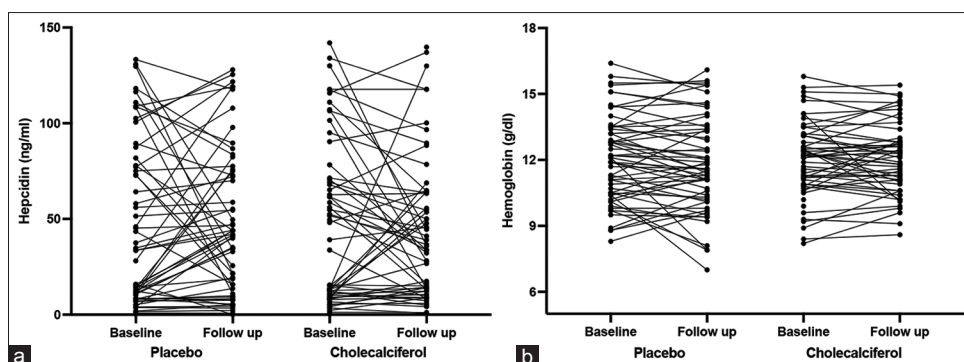 150
100
50
0
Hepcidin (ng/ml)
Baseline Follow up Baseline Follow up
Placebo Cholecalciferol
a
18
15
12
9
6
Hemoglobin (g/dl)
Baseline Follow up Baseline Follow up
Placebo Cholecalciferol
b